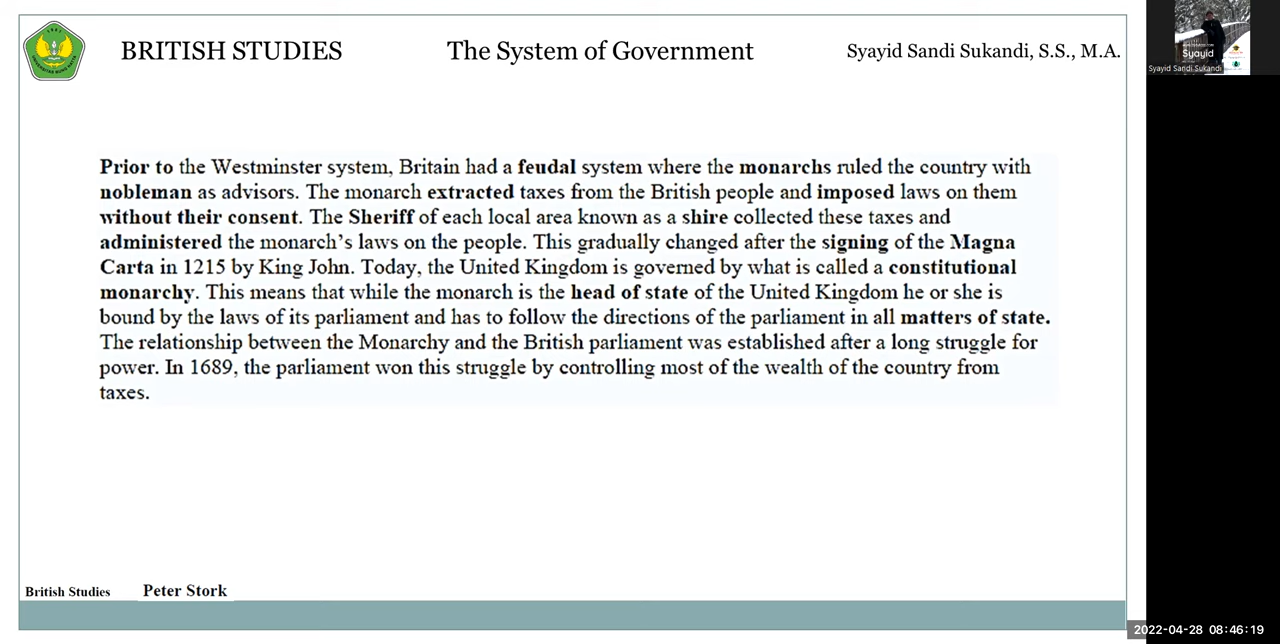 BRITISH STUDIES
The System of Government
Syayid Sandi Sukandi, S.S., M.A.
Prior to the Westminster system, Britain had a feudal system where the monarchs ruled the country with
nobleman as advisors. The monarch extracted taxes from the British people and imposed laws on them
without their consent. The Sheriff of each local area known as a shire collected these taxes and
administered the monarch's laws on the people. This gradually changed after the signing of the Magna
Carta in 1215 by King John. Today, the United Kingdom is governed by what is called a constitutional
monarchy. This means that while the monarch is the head of state of the United Kingdom he or she is
bound by the laws of its parliament and has to follow the directions of the parliament in all matters of state.
The relationship between the Monarchy and the British parliament was established after a long struggle for
power. In 1689, the parliament won this struggle by controlling most of the wealth of the country from
taxes.
British Studies
Peter Stork
Syayid
Syayid Sandi Sukandi
2022-04-28 08:46:19